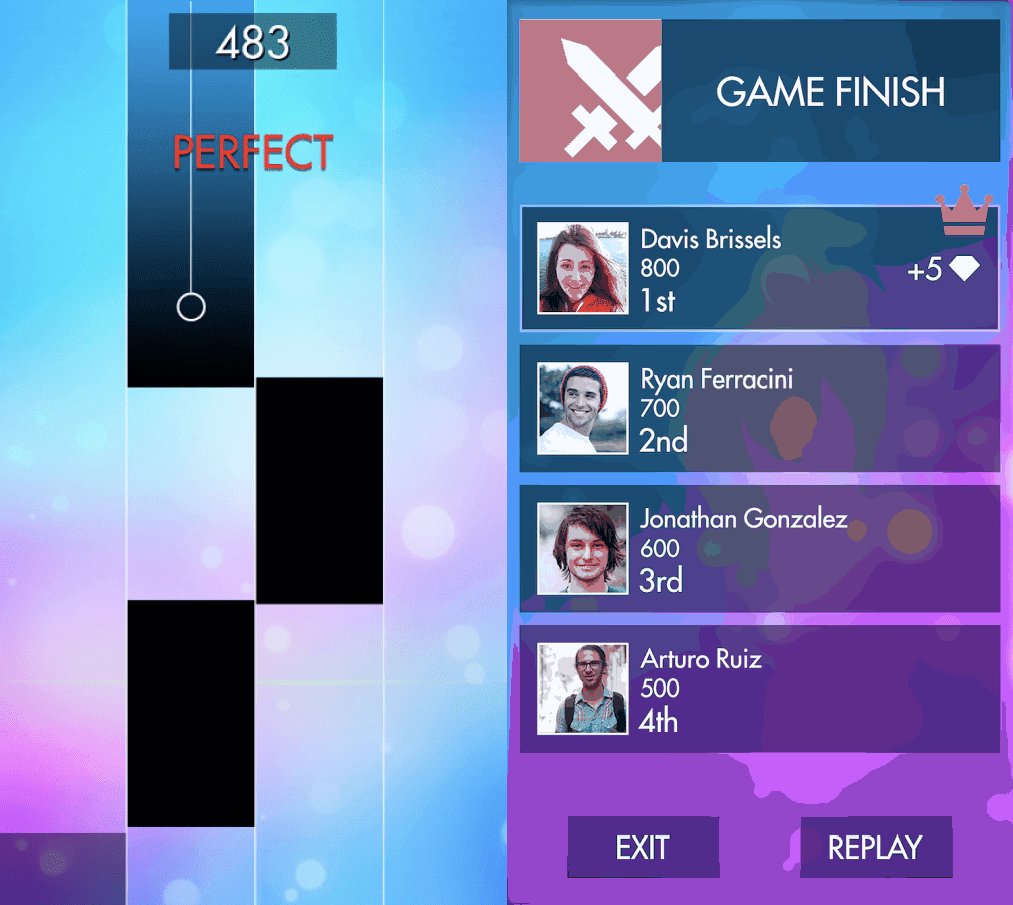 483
PERFECT
GAME FINISH
Davis Brissels
800
+5
1st
Ryan Ferracini
700
2nd
Jonathan Gonzalez
600
3rd
Arturo Ruiz
500
4th
EXIT
REPLAY